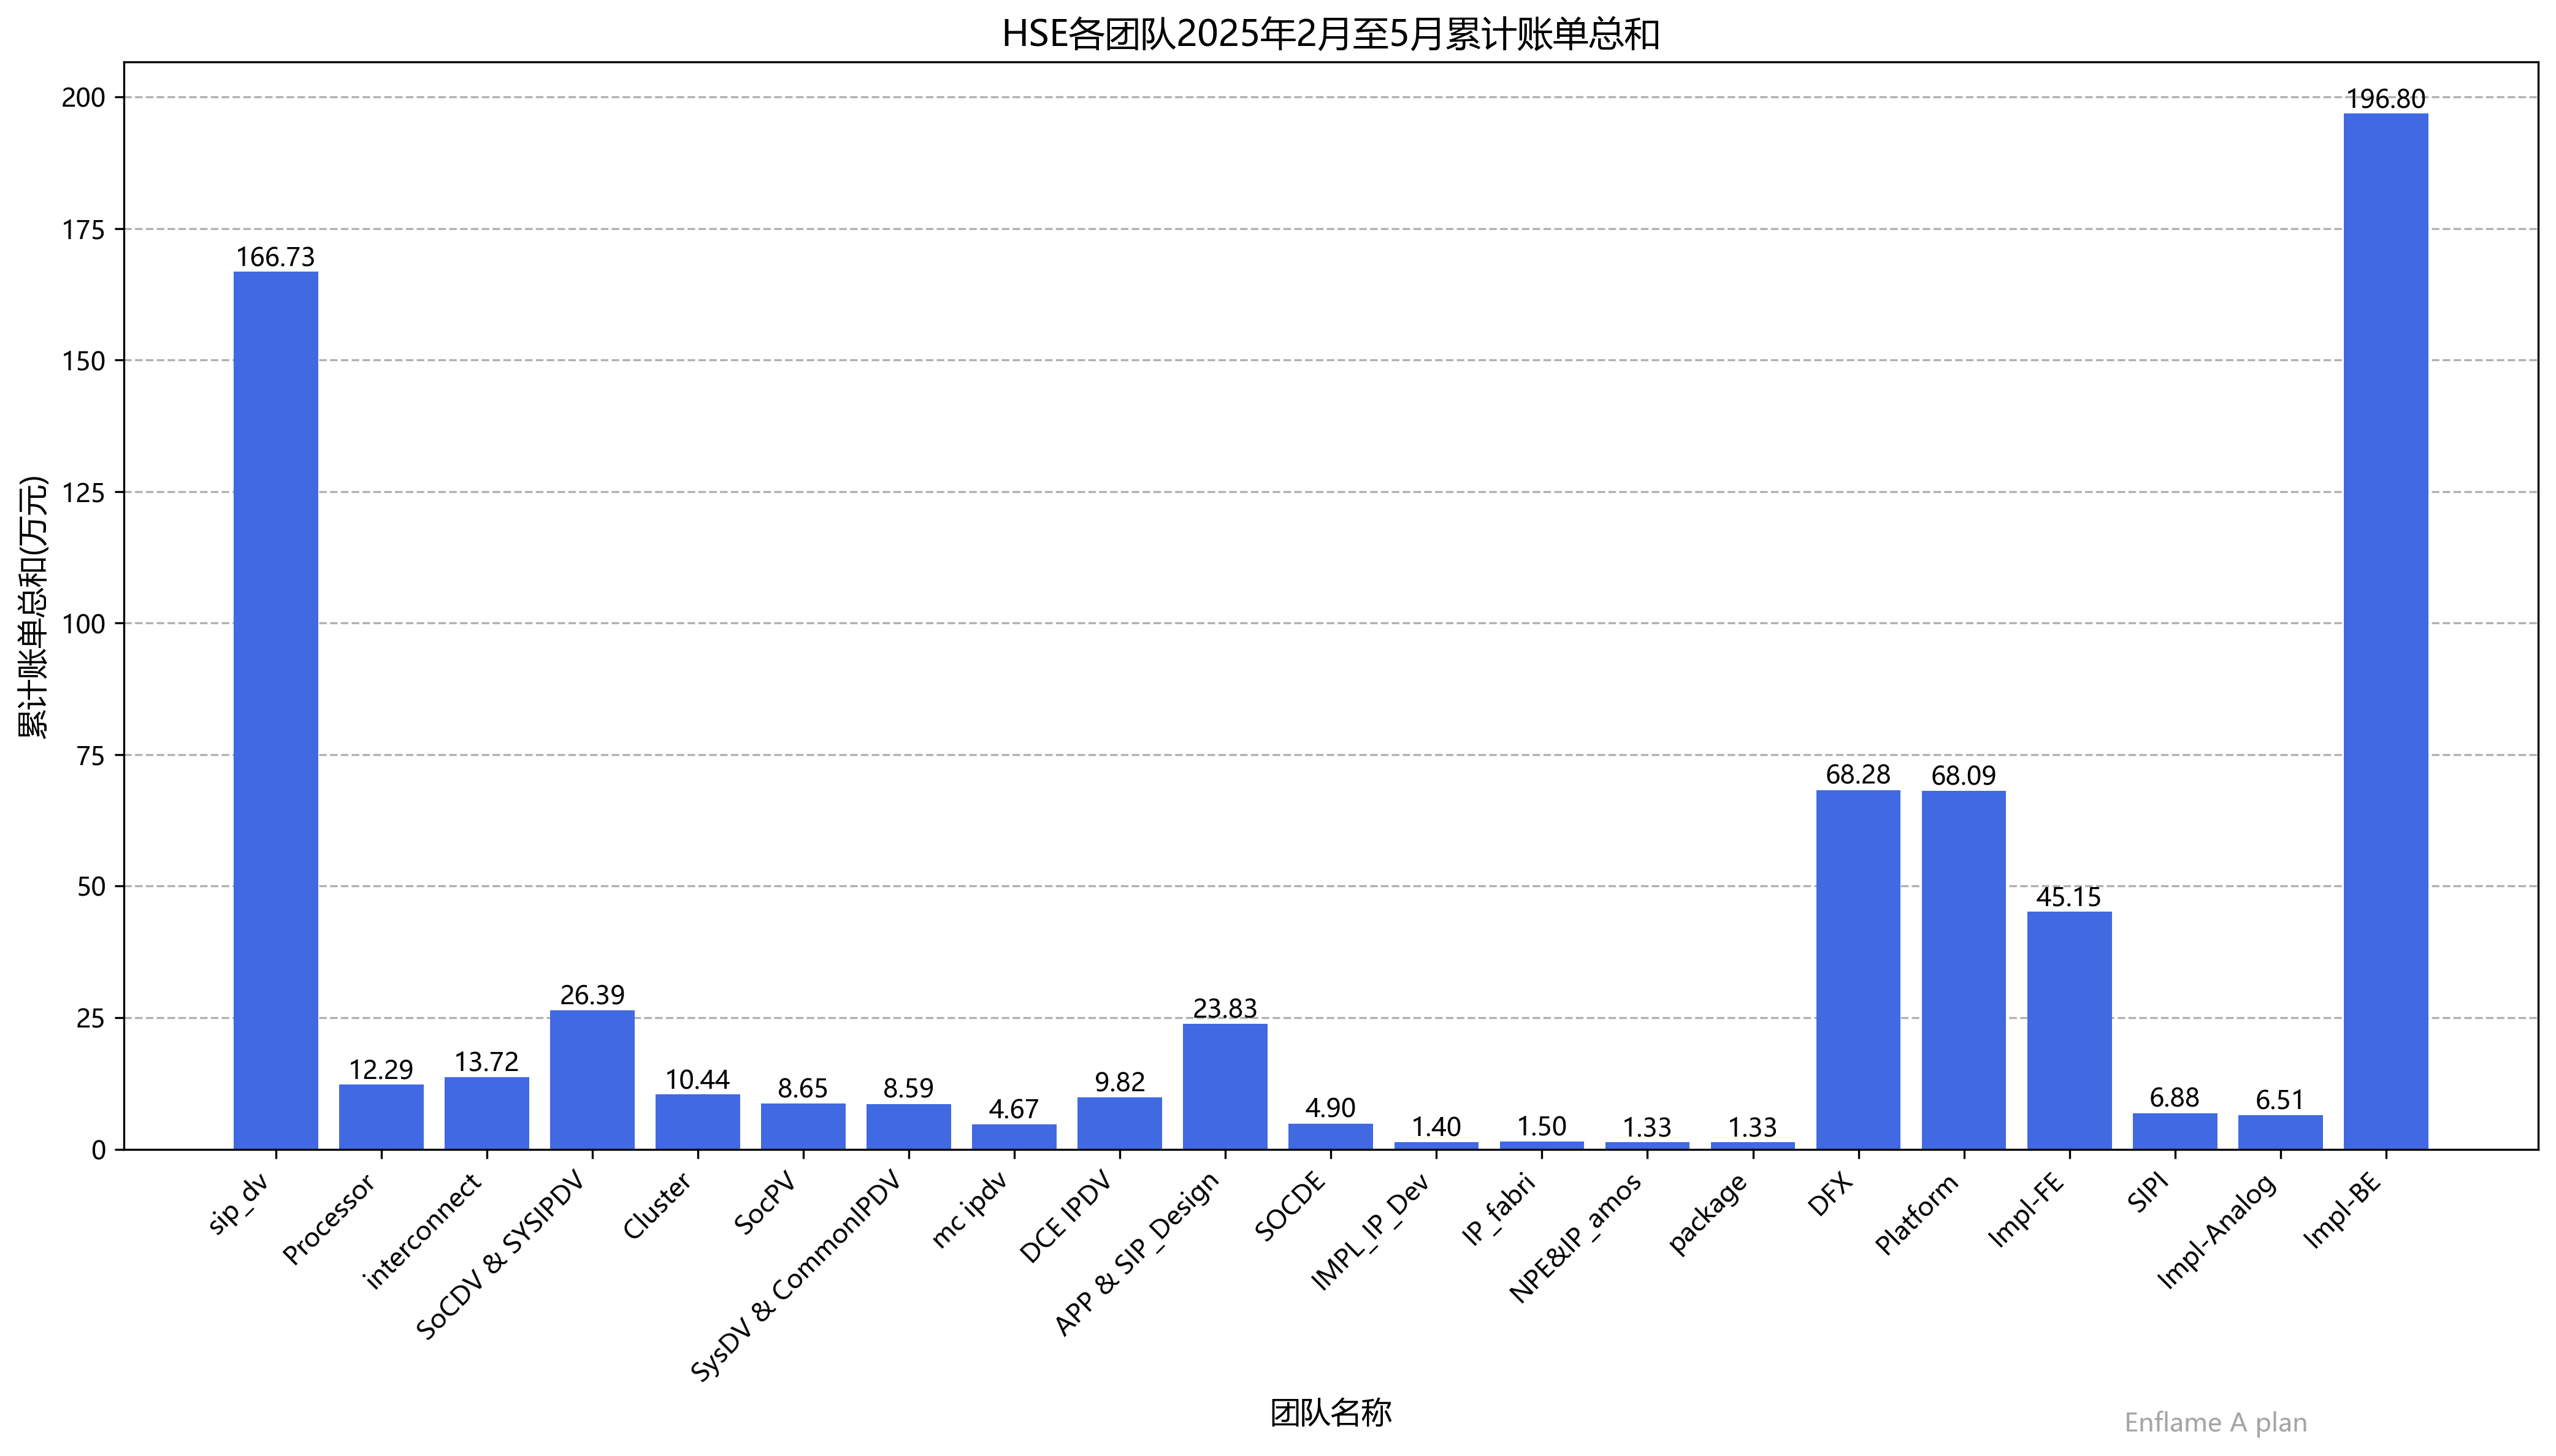 HSE各团队2025年2月至5月累计账单总和
累计账单总和(万元)
200
175
150
125
100
75
50
25
0
166.73
12.29
13.72
26.39
10.44
8.65
8.59
4.67
9.82
23.83
4.90
1.40
1.50
1.33
1.33
68.28
68.09
45.15
6.88
6.51
196.80
sip_dv
Processor
interconnect
SoCDV & SYSIPDV
Cluster
SocPV
SysDV & CommonIPDV
mc ipdv
DCE IPDV
APP & SIP_Design
SOCDE
IMPL_IP_Dev
IP_fabri
NPE&IP_amos
package
DFX
Platform
Impl-FE
SIPI
Impl-Analog
Impl-BE
团队名称
Enflame A plan